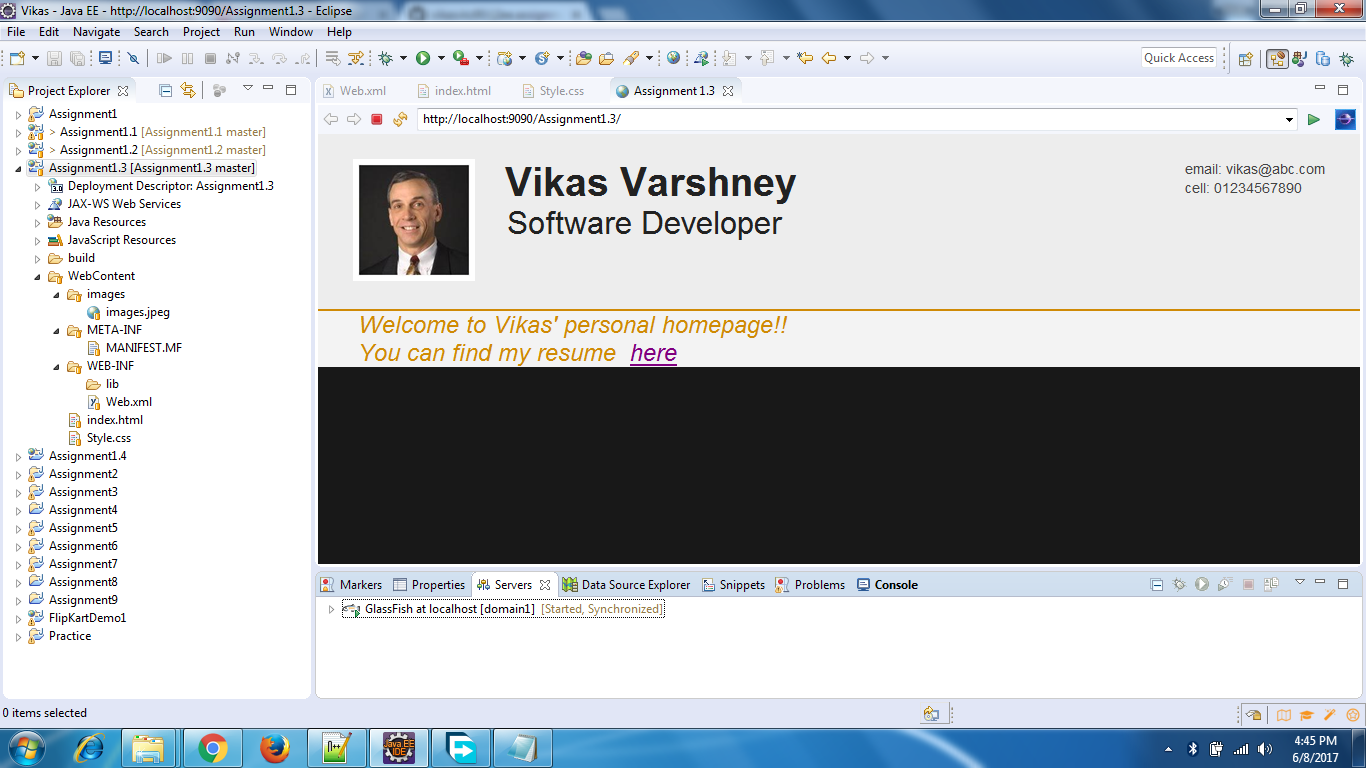 Vikas - Java EE - http://localhost:9090/Assignment1.3/ - Eclipse
File Edit Navigate Search Project Run Window Help
Quick Access
Project Explorer
Assignment1
> Assignment1.1 [Assignment1.1 master]
> Assignment1.2 [Assignment1.2 master]
Assignment1.3 [Assignment1.3 master]
Deployment Descriptor: Assignment1.3
JAX-WS Web Services
Java Resources
JavaScript Resources
build
WebContent
images
images.jpeg
META-INF
MANIFEST.MF
WEB-INF
lib
Web.xml
index.html
Style.css
Assignment1.4
Assignment2
Assignment3
Assignment4
Assignment5
Assignment6
Assignment7
Assignment8
Assignment9
FlipKartDemo1
Practice
Web.xml index.html Style.css Assignment 1.3
http://localhost:9090/Assignment1.3/
Vikas Varshney
Software Developer
email: vikas@abc.com
cell: 01234567890
Welcome to Vikas' personal homepage!!
You can find my resume here
Markers Properties Servers Data Source Explorer Snippets Problems Console
GlassFish at localhost [domain1] [Started, Synchronized]
0 items selected
Java EE
IDE
4:45 PM
6/8/2017